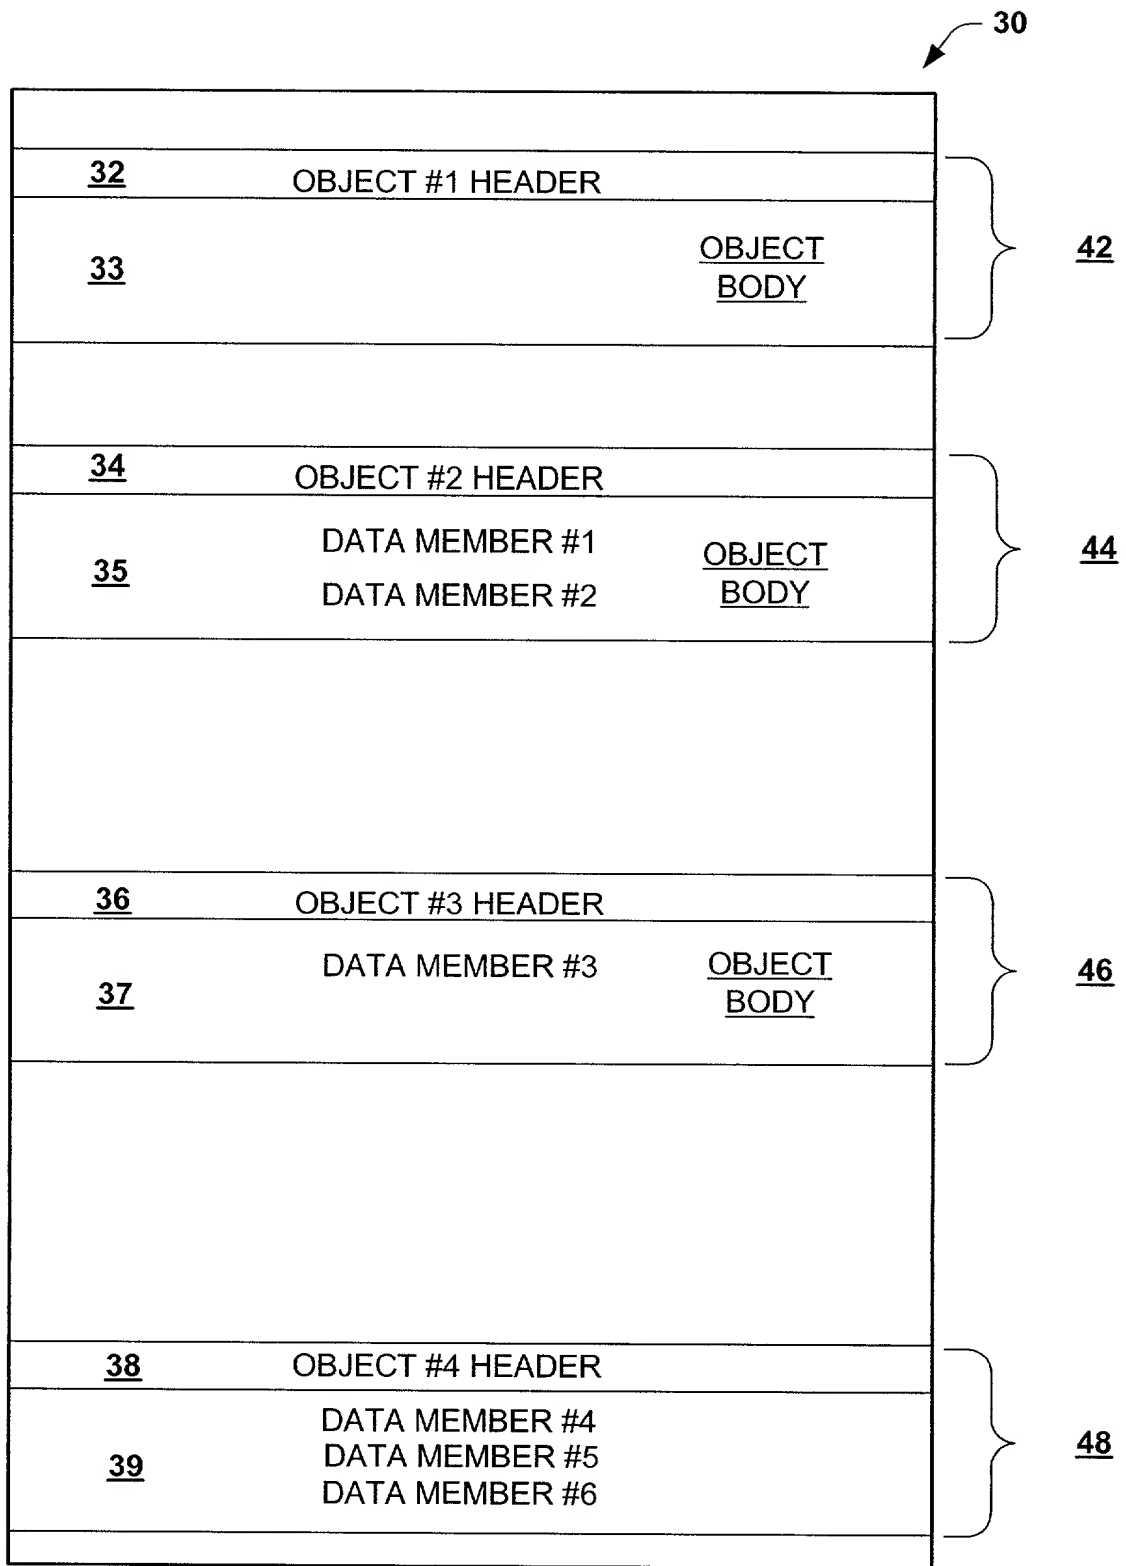 30
32 OBJECT #1 HEADER
33 OBJECT
BODY
42
34 OBJECT #2 HEADER
DATA MEMBER #1
35 OBJECT
DATA MEMBER #2 BODY
44
36 OBJECT #3 HEADER
DATA MEMBER #3 OBJECT
37 BODY
46
38 OBJECT #4 HEADER
DATA MEMBER #4
39 DATA MEMBER #5
DATA MEMBER #6
48